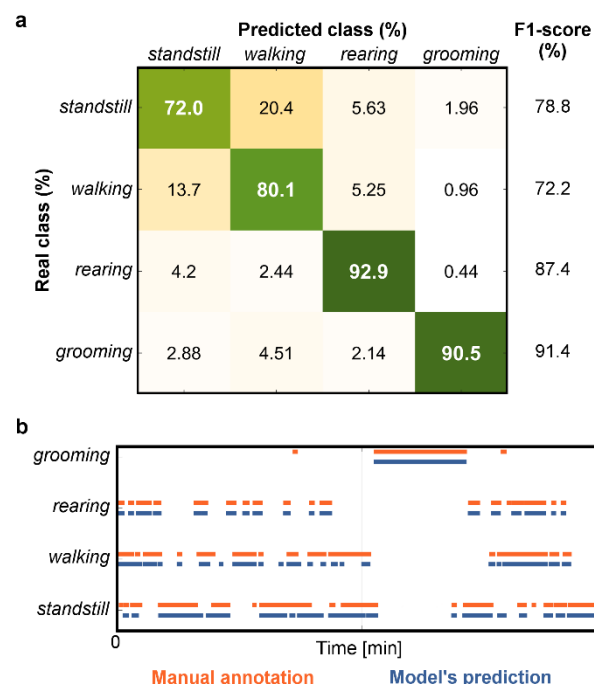 a
Predicted class (%)
F1-score
(%)
standstill walking rearing grooming
Real class (%)
standstill 72.0 20.4 5.63 1.96 78.8
walking 13.7 80.1 5.25 0.96 72.2
rearing 4.2 2.44 92.9 0.44 87.4
grooming 2.88 4.51 2.14 90.5 91.4
b
grooming
rearing
walking
standstill
0
Time [min]
Manual annotation Model's prediction